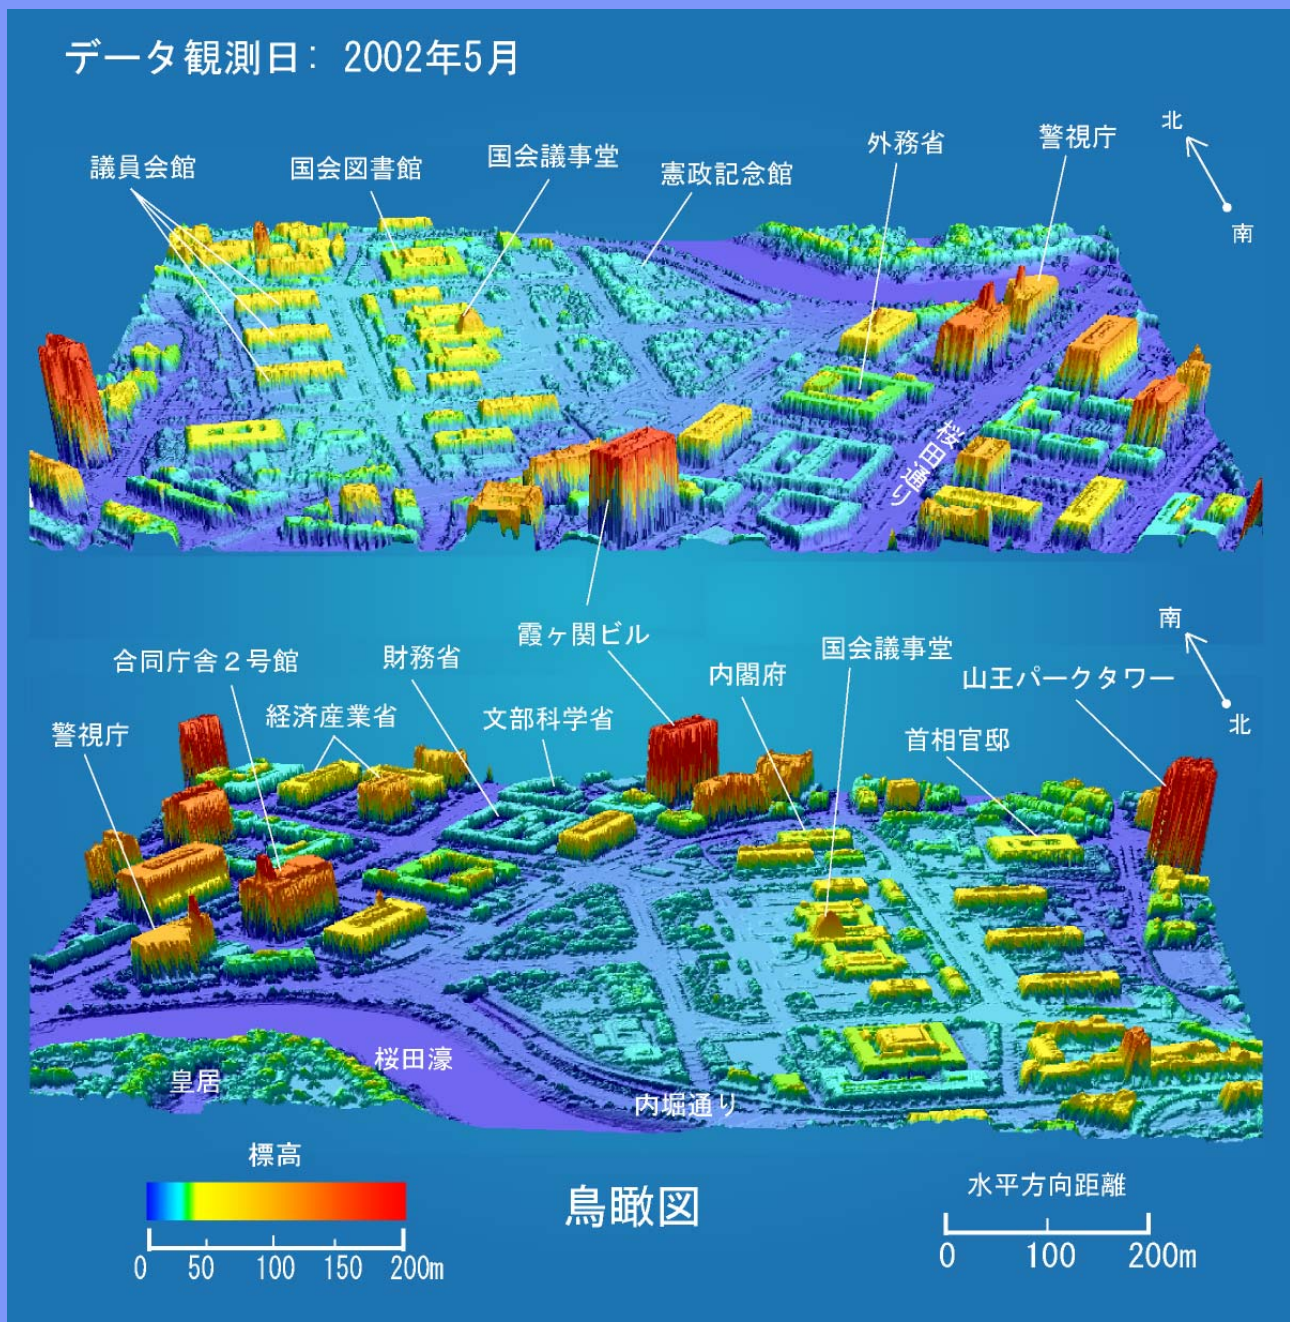 データ観測日： 2002年5月
北
警視庁
外務省
国会議事堂
憲政記念館
議員会館
国会図書館
南
桜田通り
南
霞ヶ関ビル
国会議事堂
合同庁舎２号館
財務省
内閣府
山王パークタワー
経済産業省
文部科学省
北
警視庁
首相官邸
桜田濠
皇居
内堀通り
標高
水平方向距離
鳥瞰図
0 50 100 150 200m
0 100 200m